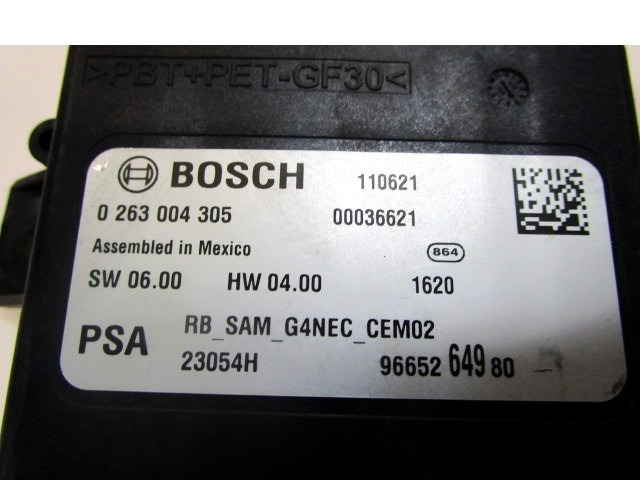 >PBT+PET-GF30<
BOSCH 110621
0 263 004 305 00036621
Assembled in Mexico 864
SW 06.00 HW 04.00 1620
PSA RB_SAM_G4NEC_CEM02
23054H 96652 649 80